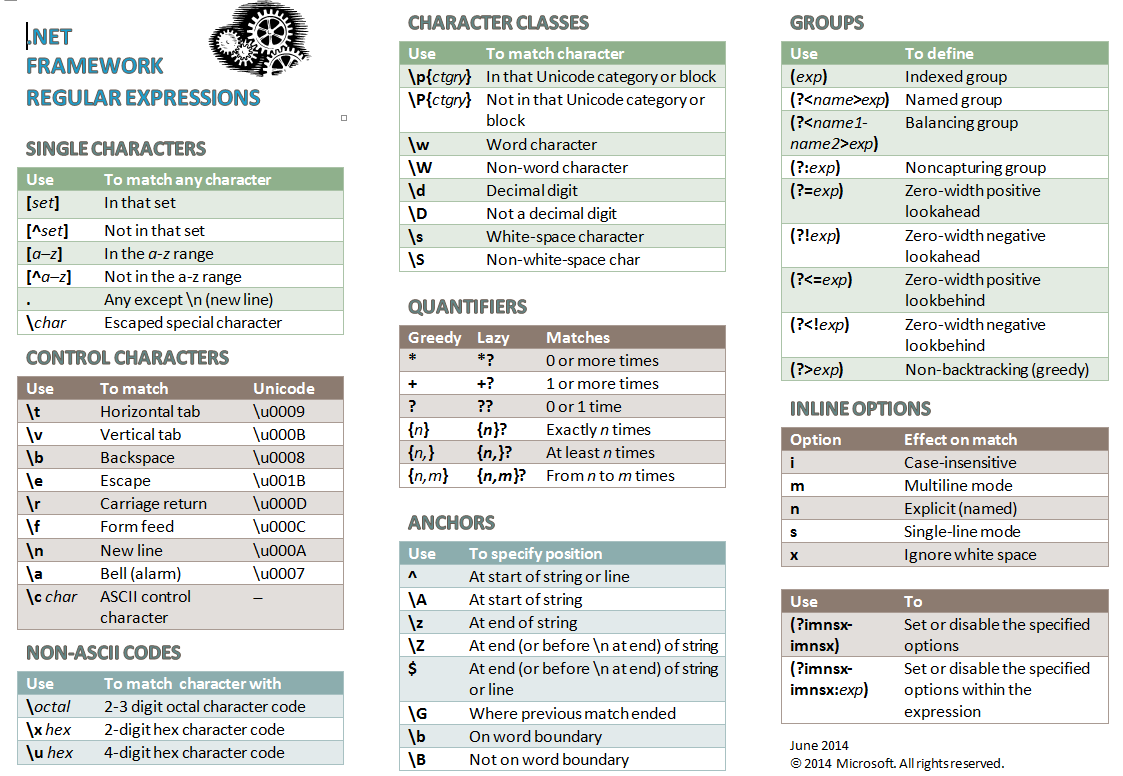 .NET
FRAMEWORK
REGULAR EXPRESSIONS
SINGLE CHARACTERS
Use To match any character
[set] In that set
[^set] Not in that set
[a–z] In the a-z range
[^a–z] Not in the a-z range
. Any except \n (new line)
\char Escaped special character
CONTROL CHARACTERS
Use To match Unicode
\t Horizontal tab \u0009
\v Vertical tab \u000B
\b Backspace \u0008
\e Escape \u001B
\r Carriage return \u000D
\f Form feed \u000C
\n New line \u000A
\a Bell (alarm) \u0007
\c char ASCII control –
character
NON-ASCII CODES
Use To match character with
\octal 2-3 digit octal character code
\x hex 2-digit hex character code
\u hex 4-digit hex character code
CHARACTER CLASSES
Use To match character
\p{ctgry} In that Unicode category or block
\P{ctgry} Not in that Unicode category or
block
\w Word character
\W Non-word character
\d Decimal digit
\D Not a decimal digit
\s White-space character
\S Non-white-space char
QUANTIFIERS
Greedy Lazy Matches
* *? 0 or more times
+ +? 1 or more times
? ?? 0 or 1 time
{n} {n}? Exactly n times
{n,} {n,}? At least n times
{n,m} {n,m}? From n to m times
ANCHORS
Use To specify position
^ At start of string or line
\A At start of string
\z At end of string
\Z At end (or before \n at end) of string
$ At end (or before \n at end) of string
or line
\G Where previous match ended
\b On word boundary
\B Not on word boundary
GROUPS
Use To define
(exp) Indexed group
(?<name>exp) Named group
(?<name1- Balancing group
name2>exp)
(?:exp) Noncapturing group
(?=exp) Zero-width positive
lookahead
(?!exp) Zero-width negative
lookahead
(?<=exp) Zero-width positive
lookbehind
(?<!exp) Zero-width negative
lookbehind
(?>exp) Non-backtracking (greedy)
INLINE OPTIONS
Option Effect on match
i Case-insensitive
m Multiline mode
n Explicit (named)
s Single-line mode
x Ignore white space
Use To
(?imnsx- Set or disable the specified
imnsx) options
(?imnsx- Set or disable the specified
imnsx:exp) options within the
expression
June 2014
© 2014 Microsoft. All rights reserved.